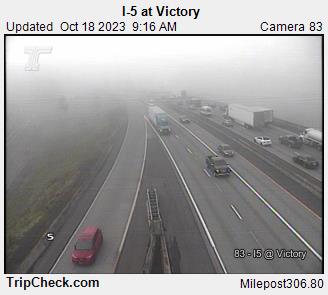 I-5 at Victory
Updated Oct 18 2023 9:16 AM Camera 83
S
83 - I5 @ Victory
TripCheck.com Milepost306.80